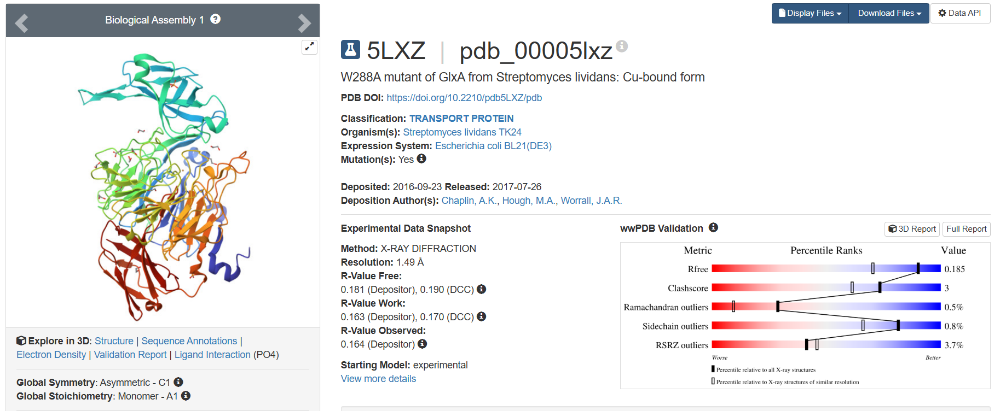 Biological Assembly 1
Display Files
Download Files
Data API
5LXZ | pdb_00005lxz
W288A mutant of GlxA from Streptomyces lividans: Cu-bound form
PDB DOI: https://doi.org/10.2210/pdb5LXZ/pdb
Classification: TRANSPORT PROTEIN
Organism(s): Streptomyces lividans TK24
Expression System: Escherichia coli BL21(DE3)
Mutation(s): Yes
Deposited: 2016-09-23 Released: 2017-07-26
Deposition Author(s): Chaplin, A.K., Hough, M.A., Worrall, J.A.R.
Experimental Data Snapshot
Method: X-RAY DIFFRACTION
Resolution: 1.49 Å
R-Value Free:
0.181 (Depositor), 0.190 (DCC)
R-Value Work:
0.163 (Depositor), 0.170 (DCC)
R-Value Observed:
0.164 (Depositor)
Starting Model: experimental
View more details
wwPDB Validation
3D Report
Full Report
Metric Percentile Ranks Value
Rfree 0.185
Clashscore 3
Ramachandran outliers 0.5%
Sidechain outliers 0.8%
RSRZ outliers 3.7%
Worse Better
Percentile relative to all X-ray structures
Percentile relative to X-ray structures of similar resolution
Explore in 3D: Structure | Sequence Annotations |
Electron Density | Validation Report | Ligand Interaction (PO4)
Global Symmetry: Asymmetric - C1
Global Stoichiometry: Monomer - A1